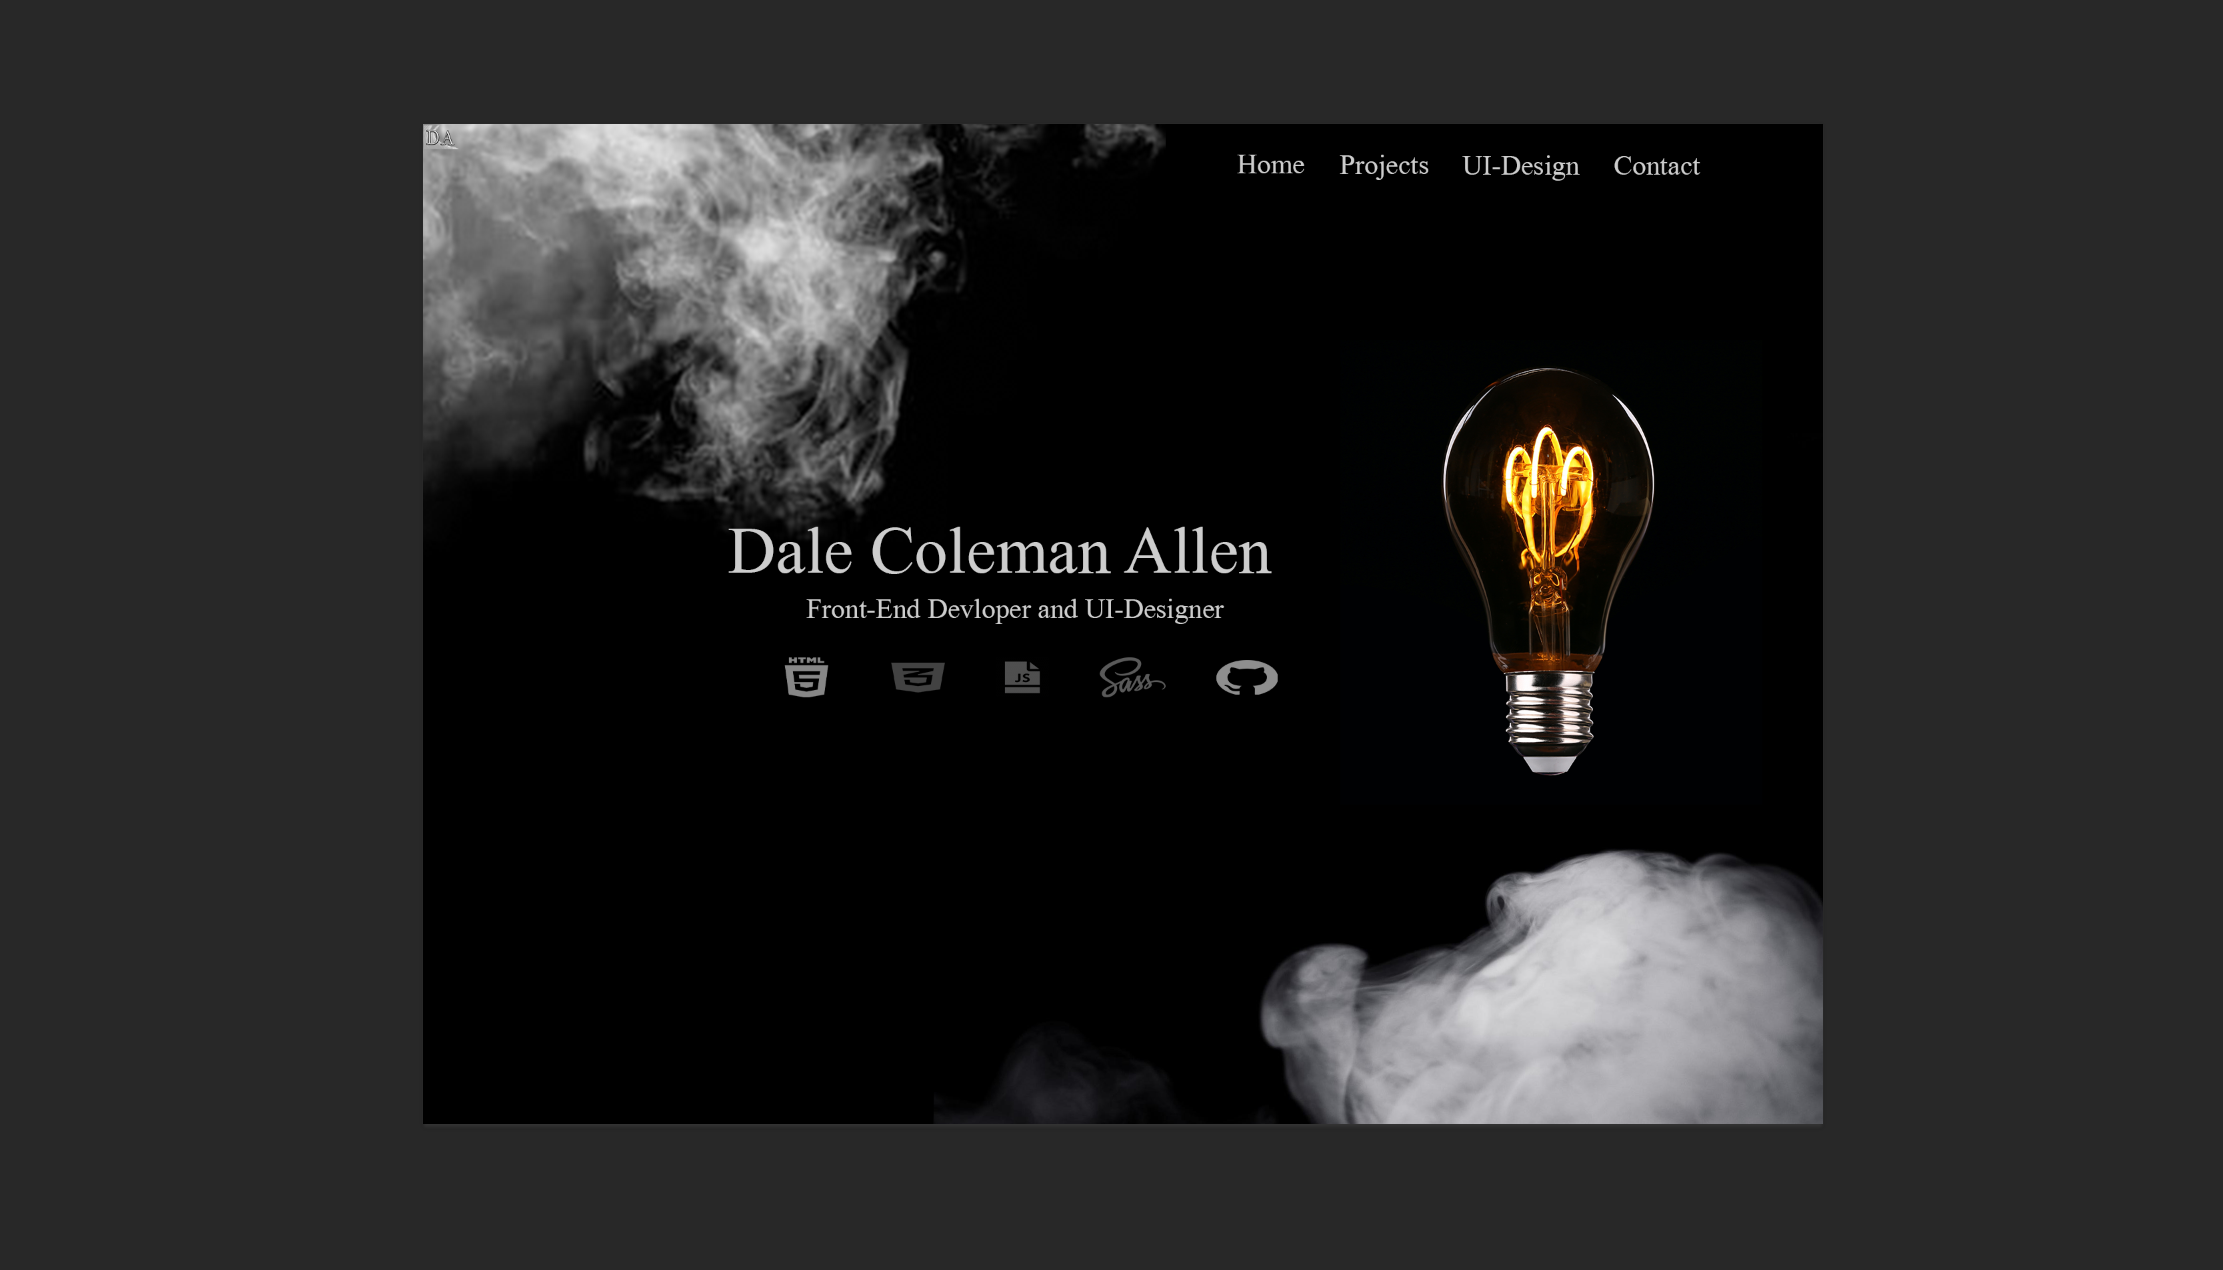 DA
Home Projects UI-Design Contact
Dale Coleman Allen
Front-End Devloper and UI-Designer
HTML
5
3
JS
Sass